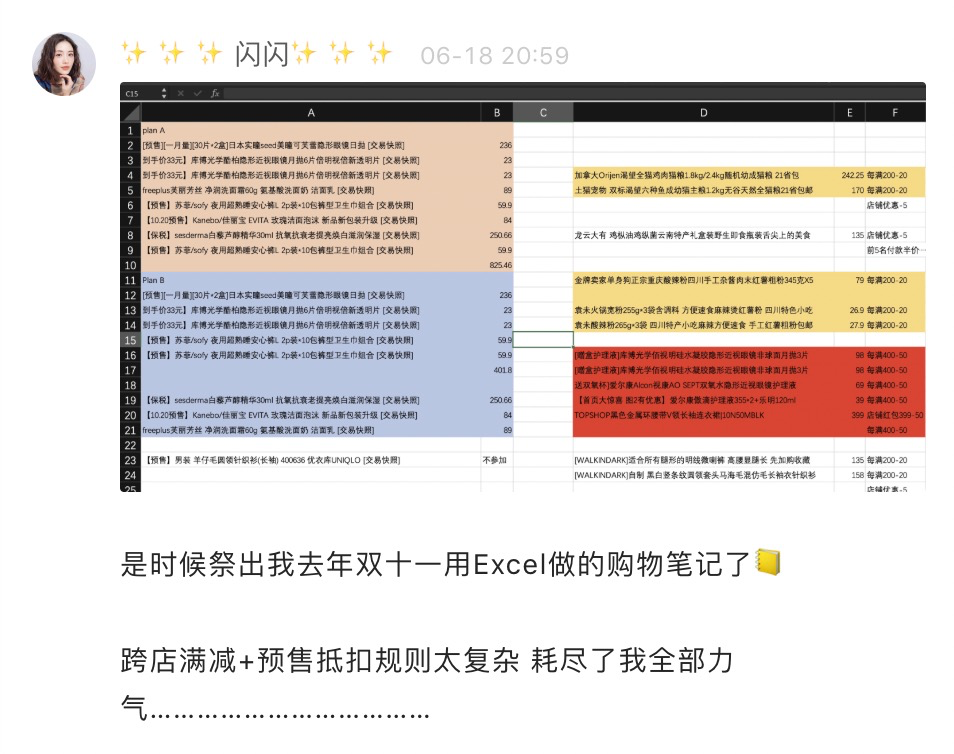 ✨ ✨ ✨ 闪闪✨ ✨ ✨ 06-18 20:59
C15 fx
A B C D E F
1 plan A
2 [预售][一月量][30片*2盒]日本实瞳seed美瞳可芙蔷隐形眼镜日抛 [交易快照] 236
3 到手价33元】库博光学酷柏隐形近视眼镜月抛6片倍明视倍新透明片 [交易快照] 23
4 到手价33元】库博光学酷柏隐形近视眼镜月抛6片倍明视倍新透明片 [交易快照] 23 加拿大Orijen渴望全猫鸡肉猫粮1.8kg/2.4kg随机幼成猫粮 21省包 242.25 每满200-20
5 freeplus芙丽芳丝 净润洗面霜60g 氨基酸洗面奶 洁面乳 [交易快照] 89 土猫宠物 双标渴望六种鱼成幼猫主粮1.2kg无谷天然全猫粮21省包邮 170 每满200-20
6 【预售】苏菲/sofy 夜用超熟睡安心裤L 2p装*10包裤型卫生巾组合 [交易快照] 59.9 店铺优惠-5
7 【10.20预售】Kanebo/佳丽宝 EVITA 玫瑰洁面泡沫 新品新包装升级 [交易快照] 84
8 【保税】sesderma白藜芦醇精华30ml 抗氧抗衰老提亮焕白滋润保湿 [交易快照] 250.66 龙云大有 鸡枞油鸡纵菌云南特产礼盒装野生即食瓶装舌尖上的美食 135 店铺优惠-5
9 【预售】苏菲/sofy 夜用超熟睡安心裤L 2p装*10包裤型卫生巾组合 [交易快照] 59.9 前5名付款半价…
10 825.46
11 Plan B 金牌卖家单身狗正宗重庆酸辣粉四川手工杂酱肉末红薯粗粉345克X5 79 每满200-20
12 [预售][一月量][30片*2盒]日本实瞳seed美瞳可芙蔷隐形眼镜日抛 [交易快照] 236
13 到手价33元】库博光学酷柏隐形近视眼镜月抛6片倍明视倍新透明片 [交易快照] 23 袁未火锅宽粉255g*3袋含调料 方便速食麻辣烫红薯粉 四川特色小吃 26.9 每满200-20
14 到手价33元】库博光学酷柏隐形近视眼镜月抛6片倍明视倍新透明片 [交易快照] 23 袁未酸辣粉265g*3袋 四川特产小吃麻辣方便速食 手工红薯粗粉包邮 27.9 每满200-20
15 【预售】苏菲/sofy 夜用超熟睡安心裤L 2p装*10包裤型卫生巾组合 [交易快照] 59.9
16 【预售】苏菲/sofy 夜用超熟睡安心裤L 2p装*10包裤型卫生巾组合 [交易快照] 59.9 [赠盒护理液]库博光学佰视明硅水凝胶隐形近视眼镜非球面月抛3片 98 每满400-50
17 401.8 [赠盒护理液]库博光学佰视明硅水凝胶隐形近视眼镜非球面月抛3片 98 每满400-50
18 送双氧杯]爱尔康Alcon视康AO SEPT双氧水隐形近视眼镜护理液 69 每满400-50
19 【保税】sesderma白藜芦醇精华30ml 抗氧抗衰老提亮焕白滋润保湿 [交易快照] 250.66 【首页大惊喜 图2有优惠】爱尔康傲滴护理液355*2+乐明120ml 39 每满400-50
20 【10.20预售】Kanebo/佳丽宝 EVITA 玫瑰洁面泡沫 新品新包装升级 [交易快照] 84 TOPSHOP黑色金属环腰带V领长袖连衣裙|10N50MBLK 399 店铺红包399-50
21 freeplus芙丽芳丝 净润洗面霜60g 氨基酸洗面奶 洁面乳 [交易快照] 89 每满400-50
22
23 【预售】男装 羊仔毛圆领针织衫(长袖) 400636 优衣库UNIQLO [交易快照] 不参加 [WALKINDARK]适合所有腿形的明线微喇裤 高腰显腿长 先加购收藏 135 每满200-20
24 [WALKINDARK]自制 黑白竖条纹圆领套头马海毛混仿毛长袖衣针织衫 158 每满200-20
25 店铺优惠-5
是时候祭出我去年双十一用Excel做的购物笔记了📒
跨店满减+预售抵扣规则太复杂 耗尽了我全部力
气………………………………